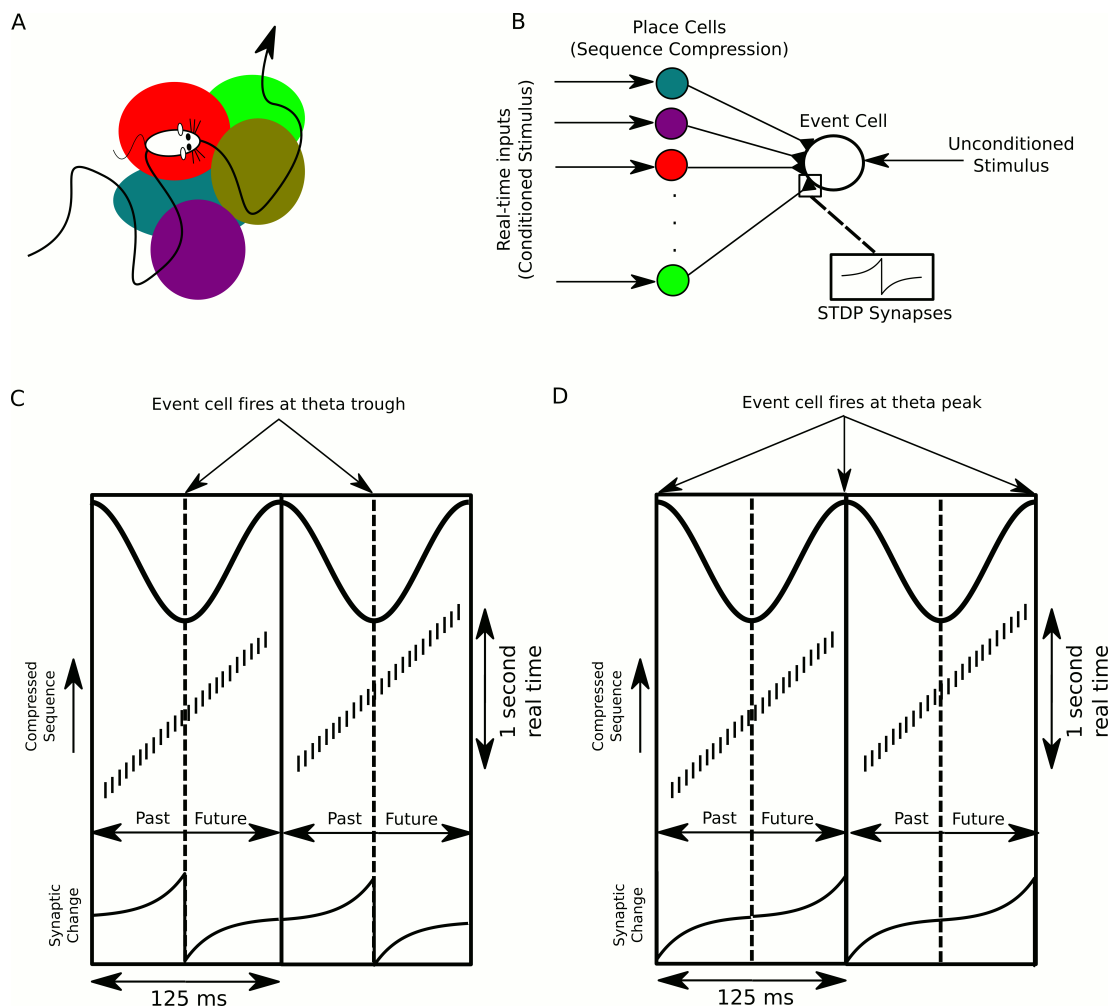 A
B
Place Cells
(Sequence Compression)
Real-time inputs
(Conditioned Stimulus)
Event Cell
Unconditioned
Stimulus
STDP Synapses
C
Event cell fires at theta trough
Compressed
Sequence
1 second
real time
Past
Future
Past
Future
Synaptic
Change
125 ms
D
Event cell fires at theta peak
Compressed
Sequence
1 second
real time
Past
Future
Past
Future
Synaptic
Change
125 ms